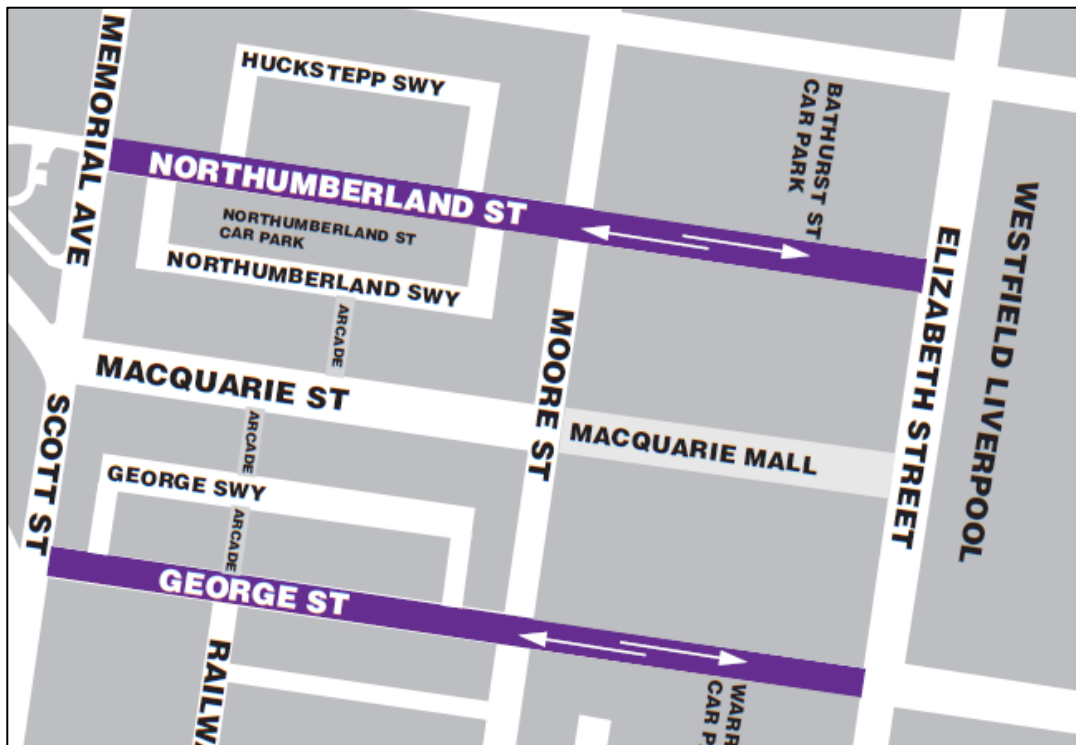 MEMORIAL AVE
HUCKSTEPP SWY
BATHURST ST
CAR PARK
NORTHUMBERLAND ST
NORTHUMBERLAND ST
CAR PARK
NORTHUMBERLAND SWY
WESTFIELD LIVERPOOL
ELIZABETH STREET
ARCADE
MOORE ST
MACQUARIE ST
SCOTT ST
ARCADE
MACQUARIE MALL
GEORGE SWY
ARCADE
GEORGE ST